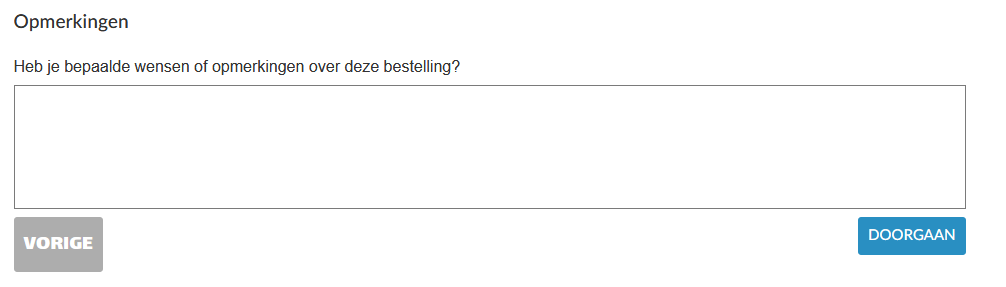 Opmerkingen
Heb je bepaalde wensen of opmerkingen over deze bestelling?
VORIGE
DOORGAAN